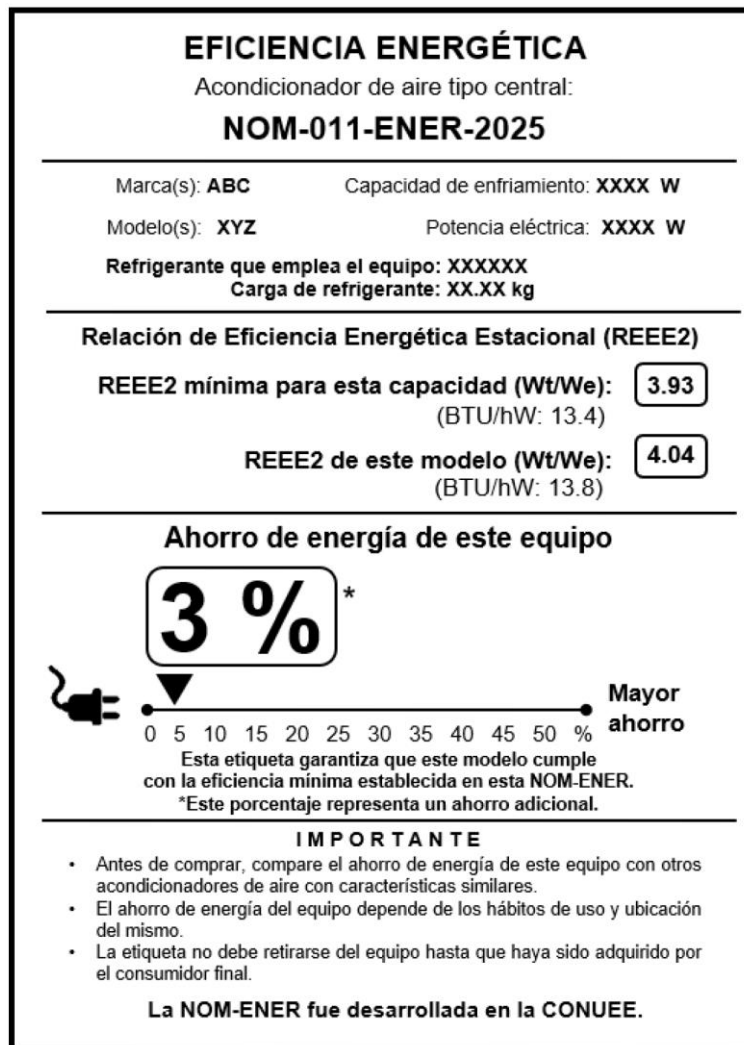 EFICIENCIA ENERGÉTICA
Acondicionador de aire tipo central:
NOM-011-ENER-2025
Marca(s): ABC Capacidad de enfriamiento: XXXX W
Modelo(s): XYZ Potencia eléctrica: XXXX W
Refrigerante que emplea el equipo: XXXXXX
Carga de refrigerante: XX.XX kg
Relación de Eficiencia Energética Estacional (REEE2)
REEE2 mínima para esta capacidad (Wt/We): 3.93
(BTU/hW: 13.4)
REEE2 de este modelo (Wt/We): 4.04
(BTU/hW: 13.8)
Ahorro de energía de este equipo
3 % *
Mayor
ahorro
0 5 10 15 20 25 30 35 40 45 50 %
Esta etiqueta garantiza que este modelo cumple
con la eficiencia mínima establecida en esta NOM-ENER.
*Este porcentaje representa un ahorro adicional.
IMPORTANTE
• Antes de comprar, compare el ahorro de energía de este equipo con otros
acondicionadores de aire con características similares.
• El ahorro de energía del equipo depende de los hábitos de uso y ubicación
del mismo.
• La etiqueta no debe retirarse del equipo hasta que haya sido adquirido por
el consumidor final.
La NOM-ENER fue desarrollada en la CONUEE.